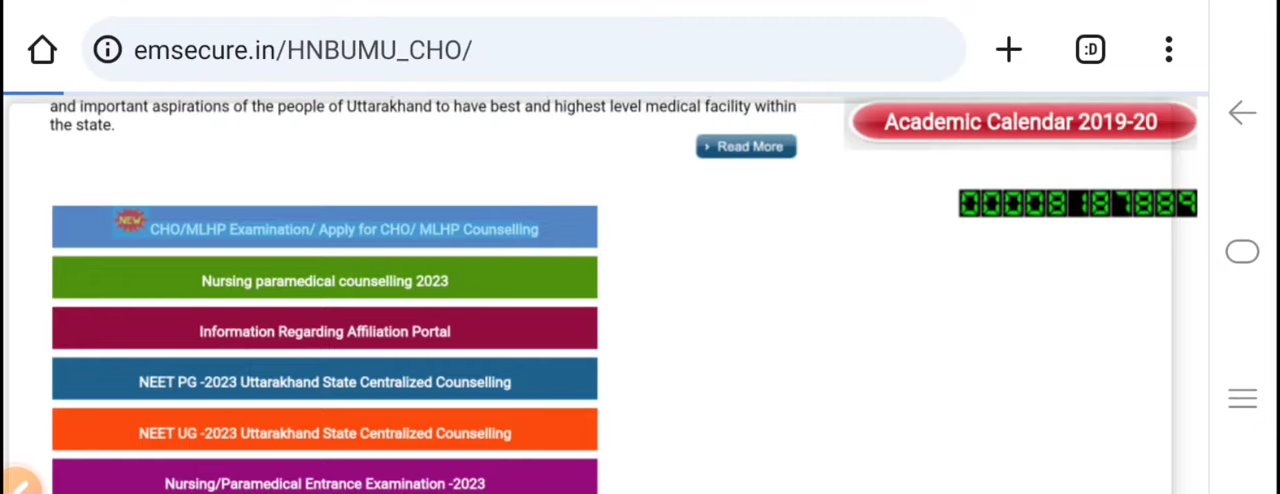 emsecure.in/HNBUMU_CHO/
:D
and important aspirations of the people of Uttarakhand to have best and highest level medical facility within
the state.
Read More
Academic Calendar 2019-20
00008187889
NEW CHO/MLHP Examination/ Apply for CHO/ MLHP Counselling
Nursing paramedical counselling 2023
Information Regarding Affiliation Portal
NEET PG -2023 Uttarakhand State Centralized Counselling
NEET UG -2023 Uttarakhand State Centralized Counselling
Nursing/Paramedical Entrance Examination -2023